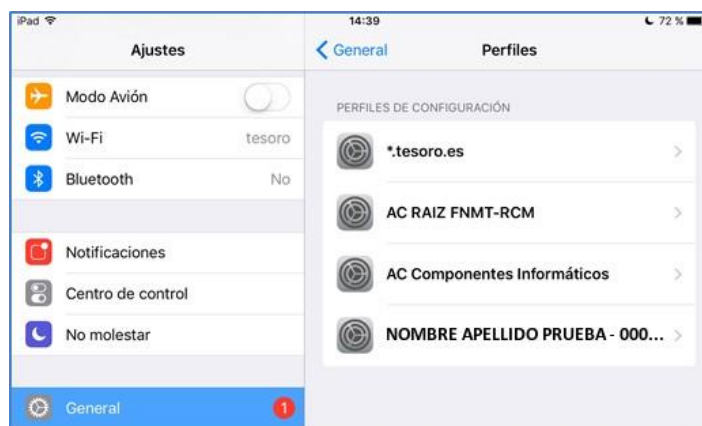 iPad 14:39 72 %
Ajustes
General Perfiles
Modo Avión
Wi-Fi tesoro
Bluetooth No
Notificaciones
Centro de control
No molestar
General 1
PERFILES DE CONFIGURACIÓN
*.tesoro.es
AC RAIZ FNMT-RCM
AC Componentes Informáticos
NOMBRE APELLIDO PRUEBA - 000...